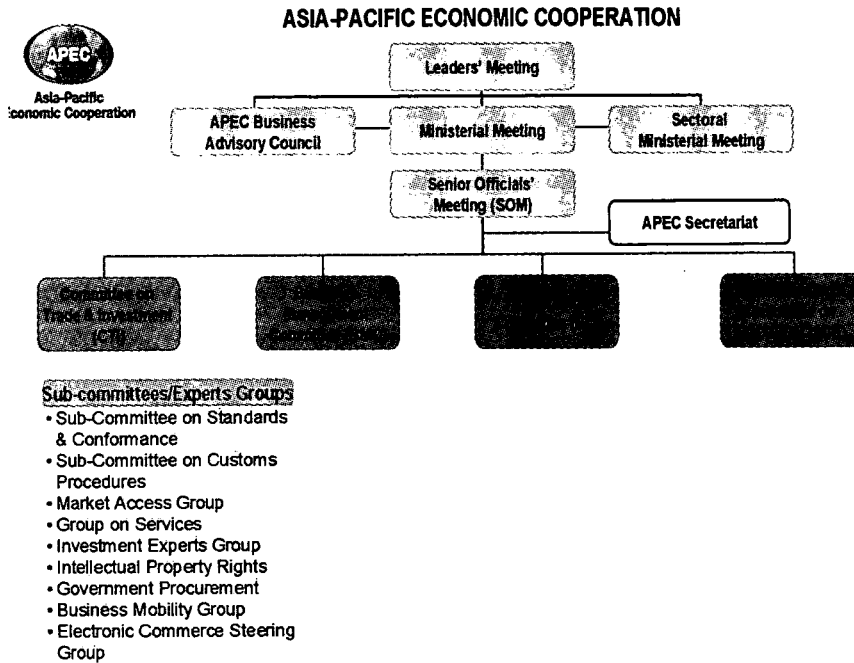 ASIA-PACIFIC ECONOMIC COOPERATION
APEC
Asia-Pacific
Economic Cooperation
Leaders' Meeting
APEC Business
Advisory Council
Ministerial Meeting
Sectoral
Ministerial Meeting
Senior Officials'
Meeting (SOM)
APEC Secretariat
Committee on
Trade & Investment
(CTI)
Sub-committees/Experts Groups
• Sub-Committee on Standards
& Conformance
• Sub-Committee on Customs
Procedures
• Market Access Group
• Group on Services
• Investment Experts Group
• Intellectual Property Rights
• Government Procurement
• Business Mobility Group
• Electronic Commerce Steering
Group